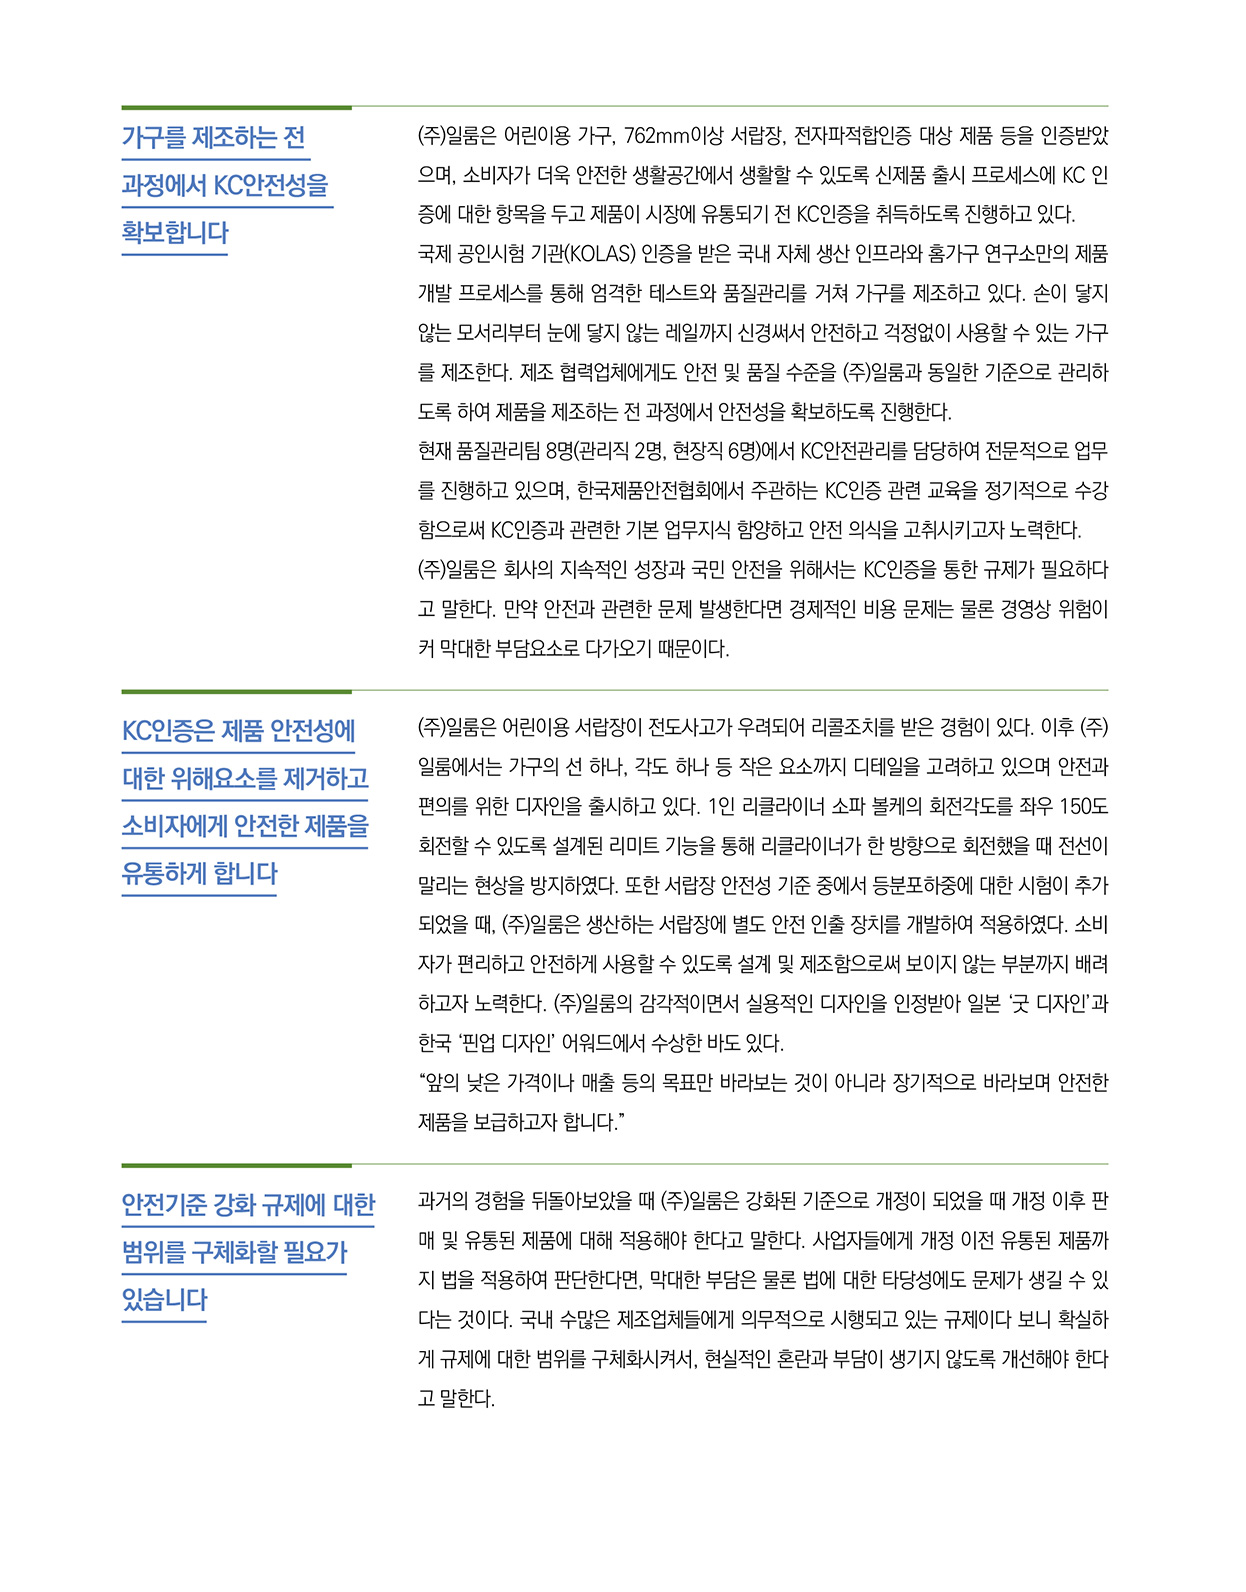 가구를 제조하는 전
과정에서 KC안전성을
확보합니다
(주)일룸은 어린이용 가구, 762mm이상 서랍장, 전자파적합인증 대상 제품 등을 인증받았
으며, 소비자가 더욱 안전한 생활공간에서 생활할 수 있도록 신제품 출시 프로세스에 KC 인
증에 대한 항목을 두고 제품이 시장에 유통되기 전 KC인증을 취득하도록 진행하고 있다.
국제 공인시험 기관(KOLAS) 인증을 받은 국내 자체 생산 인프라와 홈가구 연구소만의 제품
개발 프로세스를 통해 엄격한 테스트와 품질관리를 거쳐 가구를 제조하고 있다. 손이 닿지
않는 모서리부터 눈에 닿지 않는 레일까지 신경써서 안전하고 걱정없이 사용할 수 있는 가구
를 제조한다. 제조 협력업체에게도 안전 및 품질 수준을 (주)일룸과 동일한 기준으로 관리하
도록 하여 제품을 제조하는 전 과정에서 안전성을 확보하도록 진행한다.
현재 품질관리팀 8명(관리직 2명, 현장직 6명)에서 KC안전관리를 담당하여 전문적으로 업무
를 진행하고 있으며, 한국제품안전협회에서 주관하는 KC인증 관련 교육을 정기적으로 수강
함으로써 KC인증과 관련한 기본 업무지식 함양하고 안전 의식을 고취시키고자 노력한다.
(주)일룸은 회사의 지속적인 성장과 국민 안전을 위해서는 KC인증을 통한 규제가 필요하다
고 말한다. 만약 안전과 관련한 문제 발생한다면 경제적인 비용 문제는 물론 경영상 위험이
커 막대한 부담요소로 다가오기 때문이다.
KC인증은 제품 안전성에
대한 위해요소를 제거하고
소비자에게 안전한 제품을
유통하게 합니다
(주)일룸은 어린이용 서랍장이 전도사고가 우려되어 리콜조치를 받은 경험이 있다. 이후 (주)
일룸에서는 가구의 선 하나, 각도 하나 등 작은 요소까지 디테일을 고려하고 있으며 안전과
편의를 위한 디자인을 출시하고 있다. 1인 리클라이너 소파 볼케의 회전각도를 좌우 150도
회전할 수 있도록 설계된 리미트 기능을 통해 리클라이너가 한 방향으로 회전했을 때 전선이
말리는 현상을 방지하였다. 또한 서랍장 안전성 기준 중에서 등분포하중에 대한 시험이 추가
되었을 때, (주)일룸은 생산하는 서랍장에 별도 안전 인출 장치를 개발하여 적용하였다. 소비
자가 편리하고 안전하게 사용할 수 있도록 설계 및 제조함으로써 보이지 않는 부분까지 배려
하고자 노력한다. (주)일룸의 감각적이면서 실용적인 디자인을 인정받아 일본 ‘굿 디자인’과
한국 ‘핀업 디자인’ 어워드에서 수상한 바도 있다.
“앞의 낮은 가격이나 매출 등의 목표만 바라보는 것이 아니라 장기적으로 바라보며 안전한
제품을 보급하고자 합니다.”
안전기준 강화 규제에 대한
범위를 구체화할 필요가
있습니다
과거의 경험을 뒤돌아보았을 때 (주)일룸은 강화된 기준으로 개정이 되었을 때 개정 이후 판
매 및 유통된 제품에 대해 적용해야 한다고 말한다. 사업자들에게 개정 이전 유통된 제품까
지 법을 적용하여 판단한다면, 막대한 부담은 물론 법에 대한 타당성에도 문제가 생길 수 있
다는 것이다. 국내 수많은 제조업체들에게 의무적으로 시행되고 있는 규제이다 보니 확실하
게 규제에 대한 범위를 구체화시켜서, 현실적인 혼란과 부담이 생기지 않도록 개선해야 한다
고 말한다.